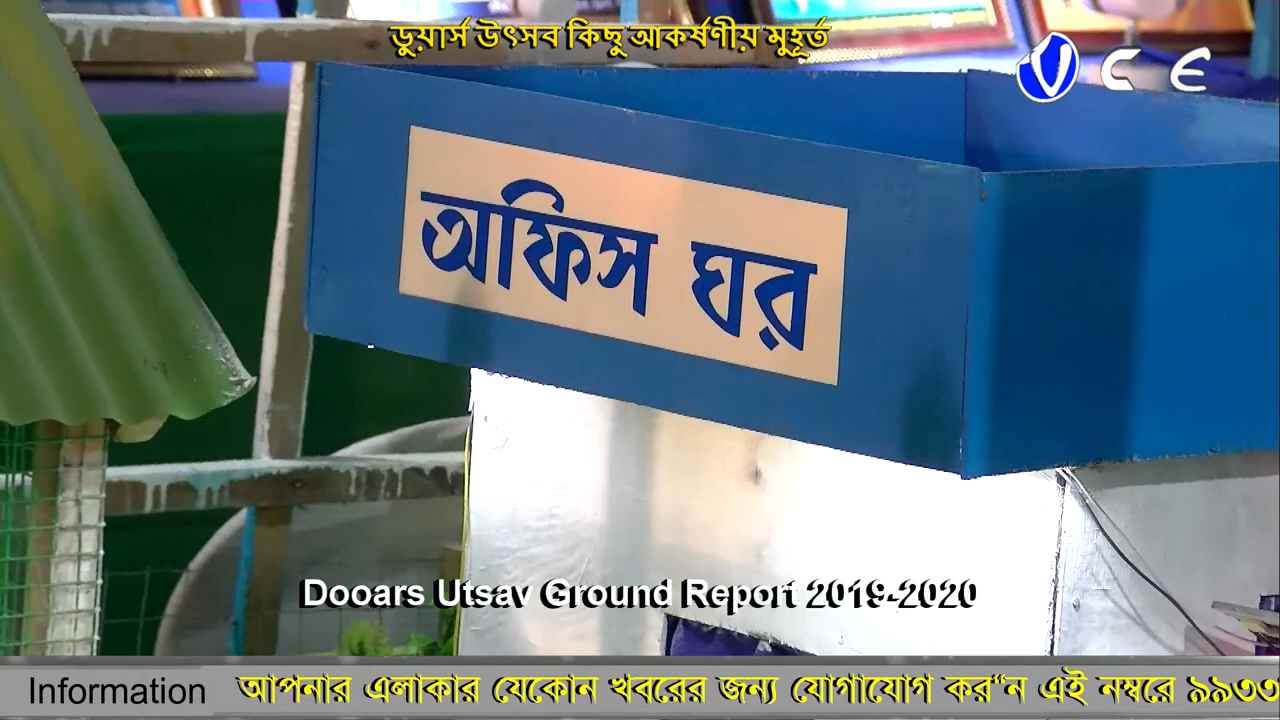 ডুয়ার্স উৎসব কিছু আকর্ষণীয় মুহূর্ত
V C E
অফিস ঘর
Dooars Utsav Ground Report 2019-2020
Information আপনার এলাকার যেকোন খবরের জন্য যোগাযোগ কর“ন এই নম্বরে ৯৯৩৩